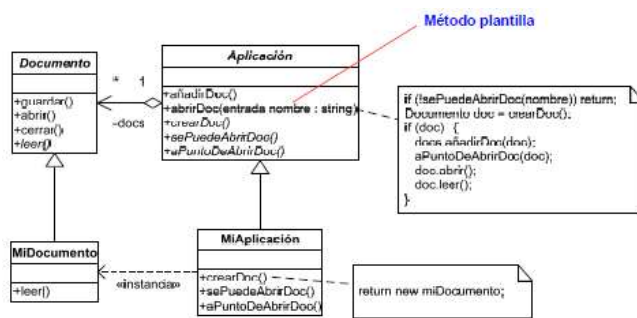 Método plantilla
Documento
+guardar()
+abrir()
+cerrar()
+leer()
* 1
-docs
Aplicación
+añadirDoc()
+abrirDoc(entrada nombre : string)
+crearDoc()
+sePuedeAbrirDoc()
+aPuntoDeAbrirDoc()
if (!sePuedeAbrirDoc(nombre)) return;
Documento doc = crearDoc();
if (doc) {
docs.añadirDoc(doc);
aPuntoDeAbrirDoc(doc);
doc.abrir();
doc.leer();
}
MiDocumento
+leer()
«instancia»
MiAplicación
+crearDoc()
+sePuedeAbrirDoc()
+aPuntoDeAbrirDoc()
return new miDocumento;